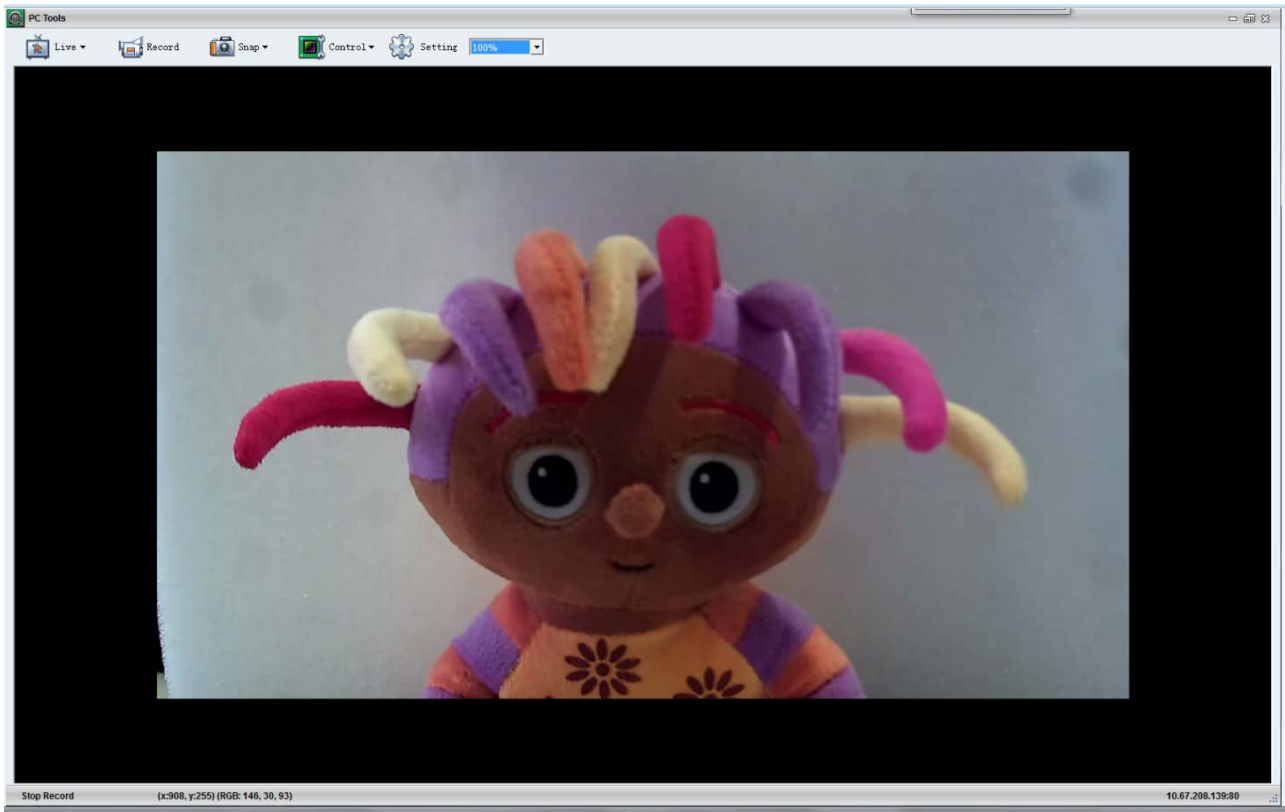 PC Tools
Live Record Snap Control Setting 100%
Stop Record (x:908, y:255) (RGB: 146, 30, 93) 10.67.208.139:80